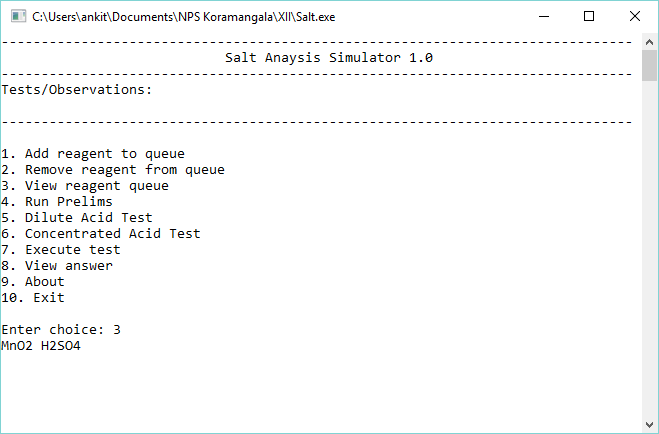 C:\Users\ankit\Documents\NPS Koramangala\XII\Salt.exe
-------------------------------------------------------------------------------
Salt Anaysis Simulator 1.0
-------------------------------------------------------------------------------
Tests/Observations:
-------------------------------------------------------------------------------
1. Add reagent to queue
2. Remove reagent from queue
3. View reagent queue
4. Run Prelims
5. Dilute Acid Test
6. Concentrated Acid Test
7. Execute test
8. View answer
9. About
10. Exit
Enter choice: 3
MnO2 H2SO4